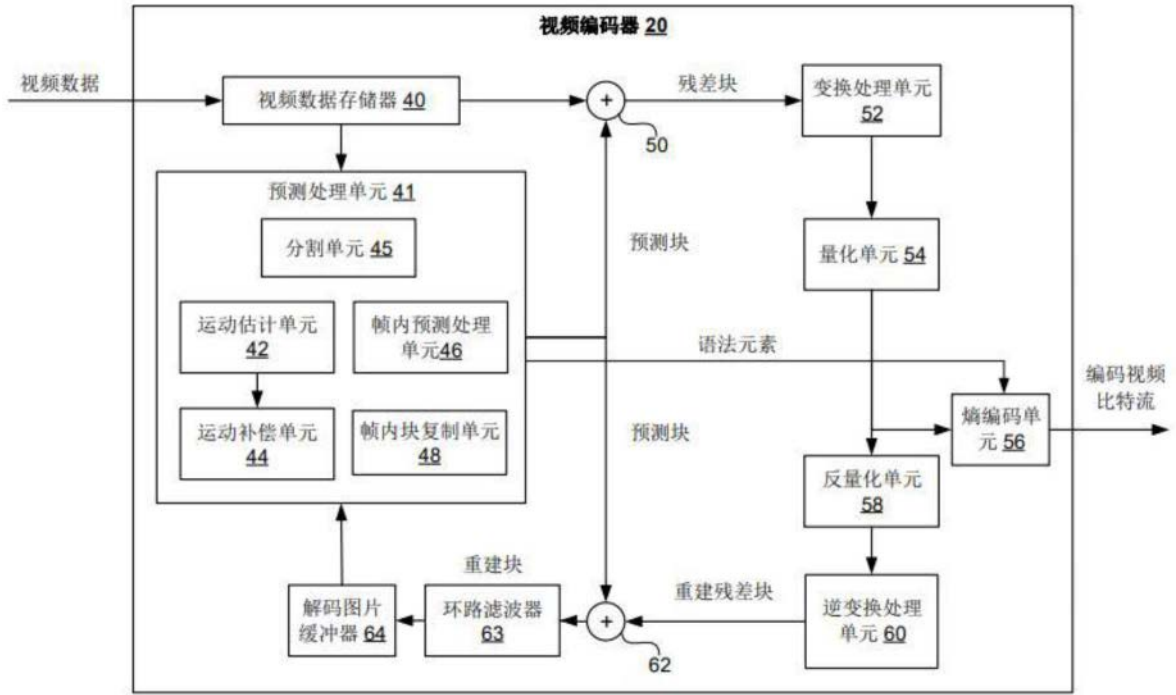 视频编码器 20
视频数据
视频数据存储器 40
残差块
变换处理单元
52
50
预测处理单元 41
分割单元 45
预测块
量化单元 54
运动估计单元
42
帧内预测处理
单元46
语法元素
编码视频
比特流
运动补偿单元
44
帧内块复制单元
48
预测块
熵编码单
元 56
反量化单元
58
重建块
解码图片
缓冲器 64
环路滤波器
63
重建残差块
逆变换处理
单元 60
62